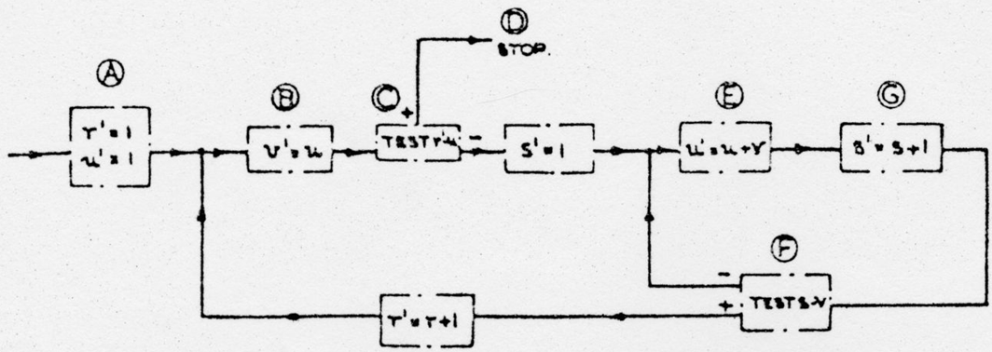 D
STOP.
A
B
C
E
G
+
r' = 1
u' = 1
v' = u
TEST
-
s' = 1
u' = u + v
s' = s + 1
F
-
+
TEST s-r
r' = r + 1